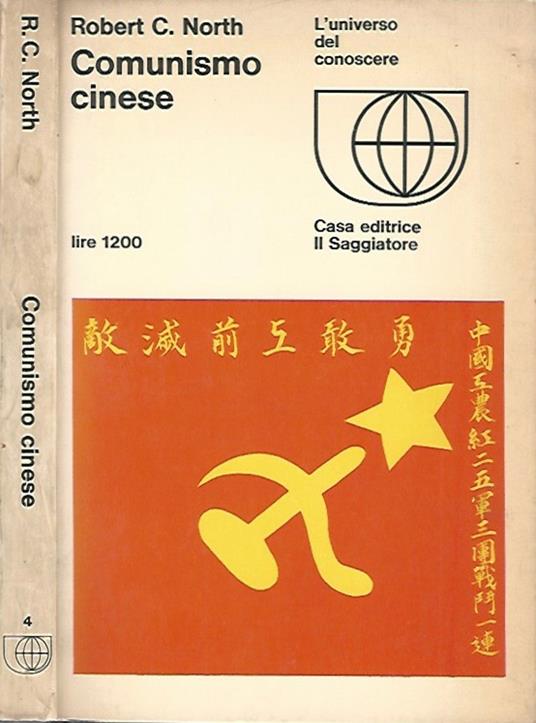 R. C. North
Comunismo cinese
4
Robert C. North
Comunismo
cinese
lire 1200
L'universo
del
conoscere
Casa editrice
Il Saggiatore
勇敢工前滅敵
中國工農紅二五軍三團戰鬥一連